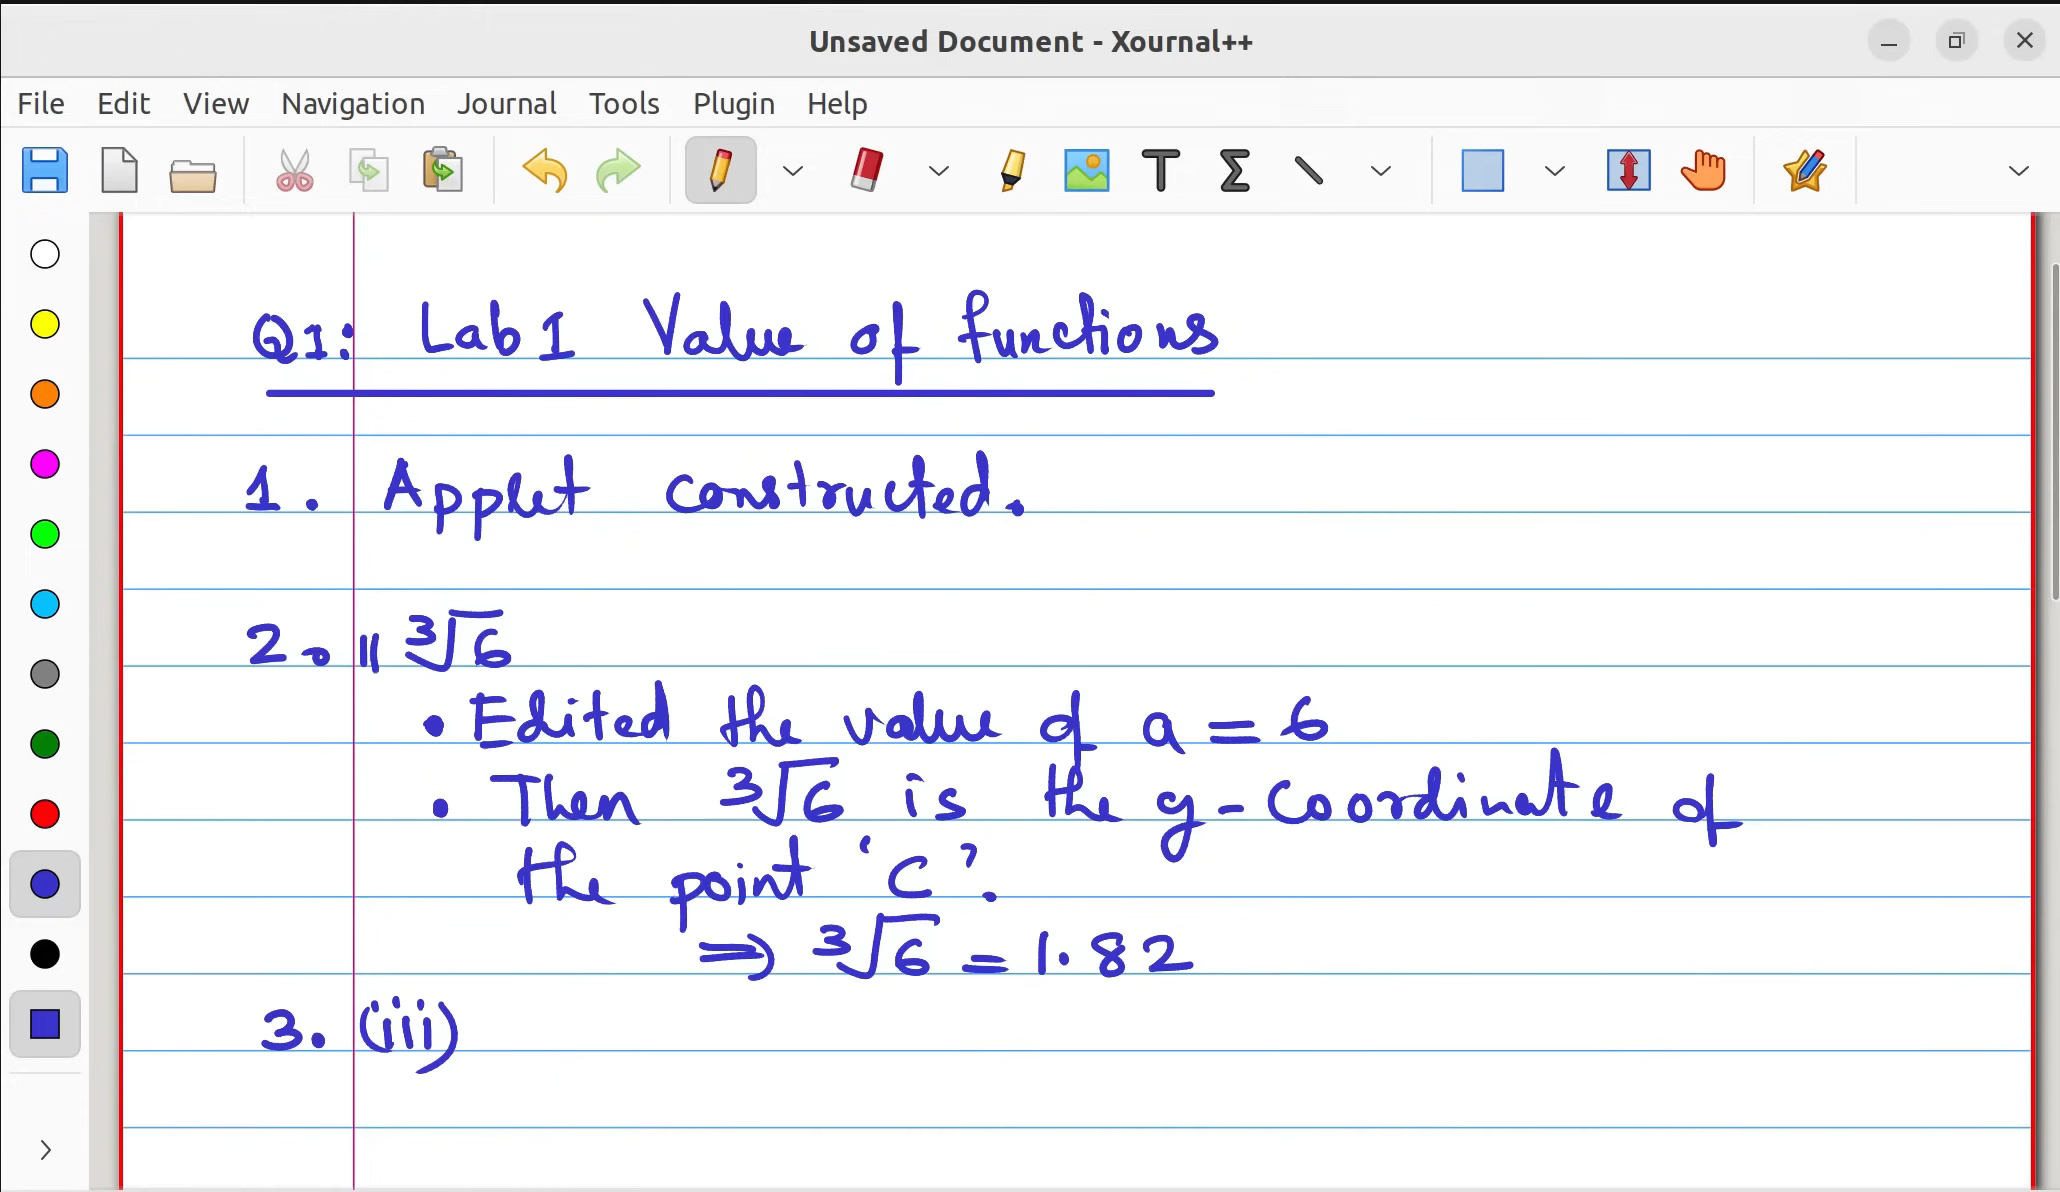 Unsaved Document - Xournal++
File Edit View Navigation Journal Tools Plugin Help
Q1: Lab 1 Value of functions
1. Applet constructed.
2. 11 ∛6
• Edited the value of a = 6
• Then ∛6 is the y-coordinate of
the point 'C'.
⇒ ∛6 = 1.82
3. (iii)